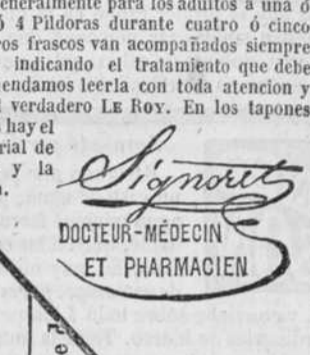 generalmente para los adultos á una ó
ó 4 Píldoras durante cuatro ó cinco
ros frascos van acompañados siempre
indicando el tratamiento que debe
endamos leerla con toda atencion y
l verdadero LE ROY. En los tapones
hay el
rial de
y la
Signoret
DOCTEUR-MÉDECIN
ET PHARMACIEN